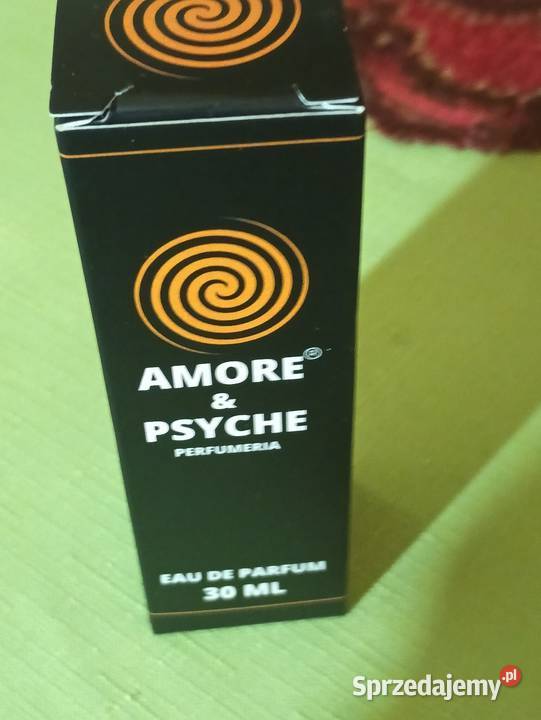 AMORE®
&
PSYCHE
PERFUMERIA
EAU DE PARFUM
30 ML
Sprzedajemy.pl